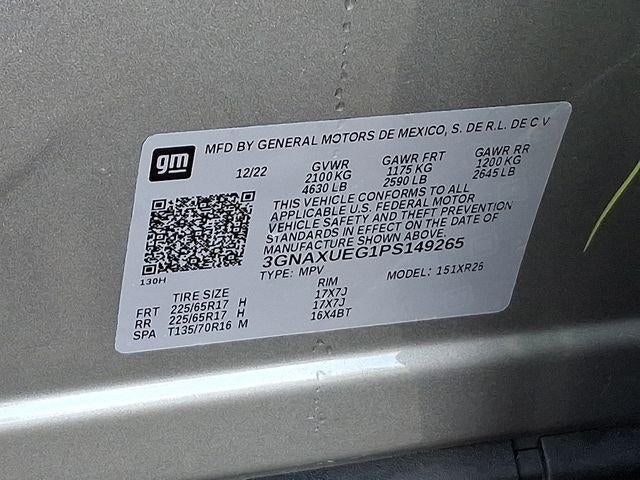 gm
MFD BY GENERAL MOTORS DE MEXICO, S. DE R.L. DE C V
12/22 GVWR GAWR FRT GAWR RR
2100 KG 1175 KG 1200 KG
4630 LB 2590 LB 2645 LB
THIS VEHICLE CONFORMS TO ALL
APPLICABLE U.S. FEDERAL MOTOR
VEHICLE SAFETY AND THEFT PREVENTION
STANDARDS IN EFFECT ON THE DATE OF
MANUFACTURE SHOWN ABOVE.
3GNAXUEG1PS149265
130H
TYPE: MPV MODEL: 151XR26
TIRE SIZE RIM
FRT 225/65R17 H 17X7J
RR 225/65R17 H 17X7J
SPA T135/70R16 M 16X4BT